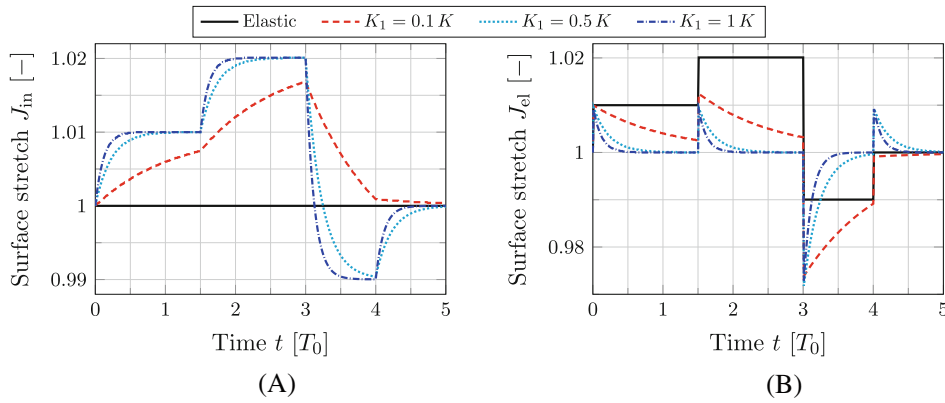 Elastic K₁ = 0.1 K K₁ = 0.5 K K₁ = 1 K
Surface stretch J_in [−]
1.02
1.01
1
0.99
0 1 2 3 4 5
Time t [T₀]
(A)
Surface stretch J_el [−]
1.02
1
0.98
0 1 2 3 4 5
Time t [T₀]
(B)